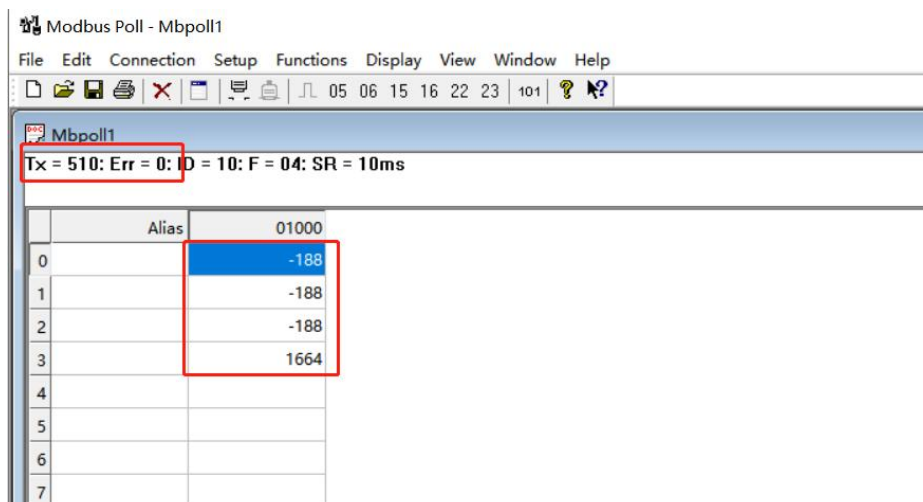 Modbus Poll - Mbpoll1
File Edit Connection Setup Functions Display View Window Help
05 06 15 16 22 23 101
Mbpoll1
Tx = 510: Err = 0: ID = 10: F = 04: SR = 10ms
Alias 01000
0 -188
1 -188
2 -188
3 1664
4
5
6
7